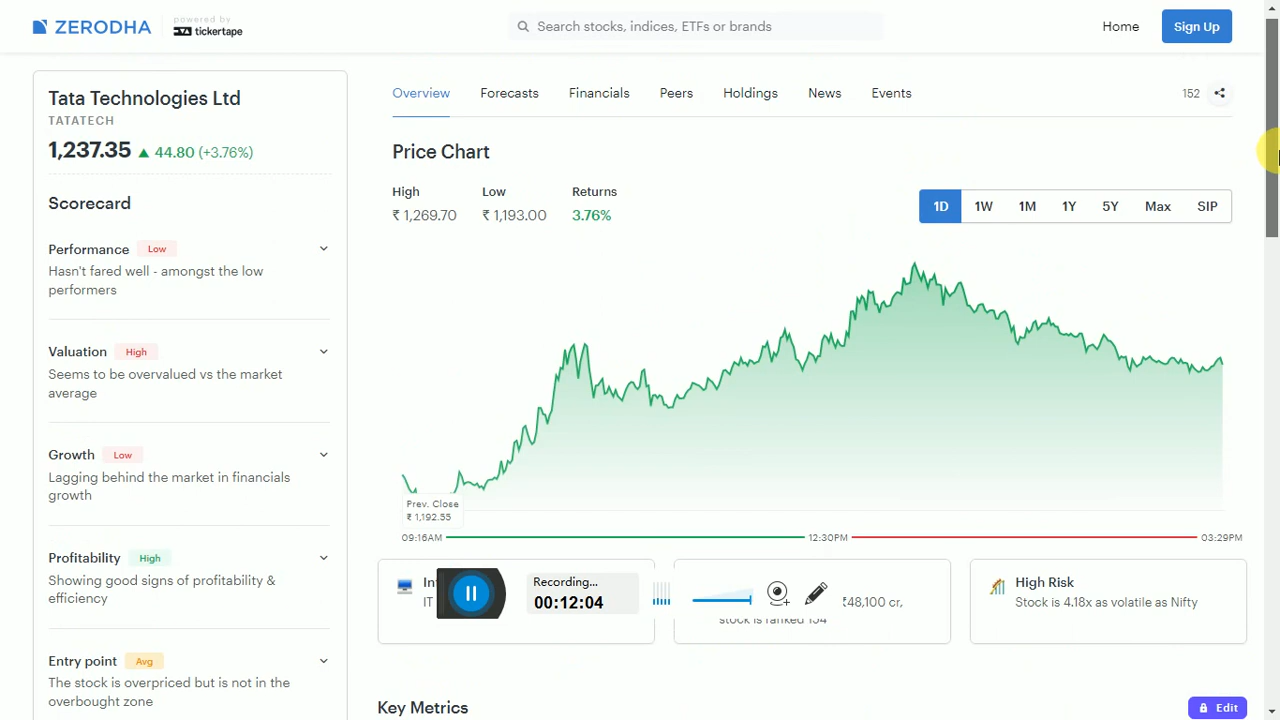 ZERODHA
powered by
tickertape
Search stocks, indices, ETFs or brands
Home
Sign Up
Tata Technologies Ltd
TATATECH
1,237.35 ▲ 44.80 (+3.76%)
Scorecard
Performance Low
Hasn't fared well - amongst the low
performers
Valuation High
Seems to be overvalued vs the market
average
Growth Low
Lagging behind the market in financials
growth
Profitability High
Showing good signs of profitability &
efficiency
Entry point Avg
The stock is overpriced but is not in the
overbought zone
Overview Forecasts Financials Peers Holdings News Events
152
Price Chart
High Low Returns
₹ 1,269.70 ₹ 1,193.00 3.76%
1D 1W 1M 1Y 5Y Max SIP
Prev. Close
₹ 1,192.55
09:16AM 12:30PM 03:29PM
In
IT
Recording...
00:12:04
₹48,100 cr,
stock is ranked 154
High Risk
Stock is 4.18x as volatile as Nifty
Key Metrics
Edit